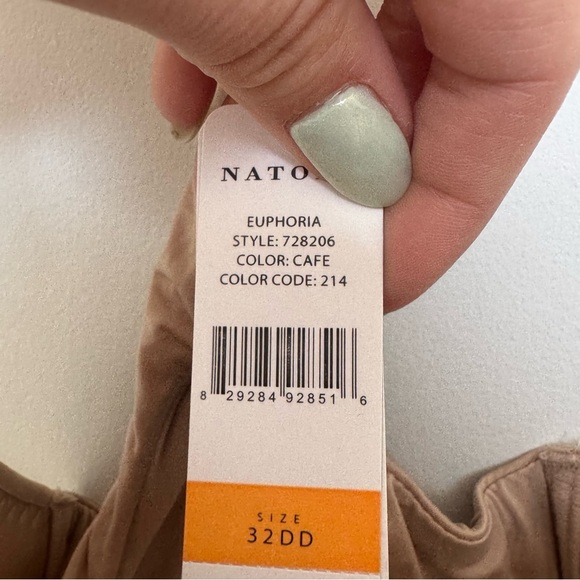 NATO
EUPHORIA
STYLE: 728206
COLOR: CAFE
COLOR CODE: 214
8 29284 92851 6
SIZE
32DD